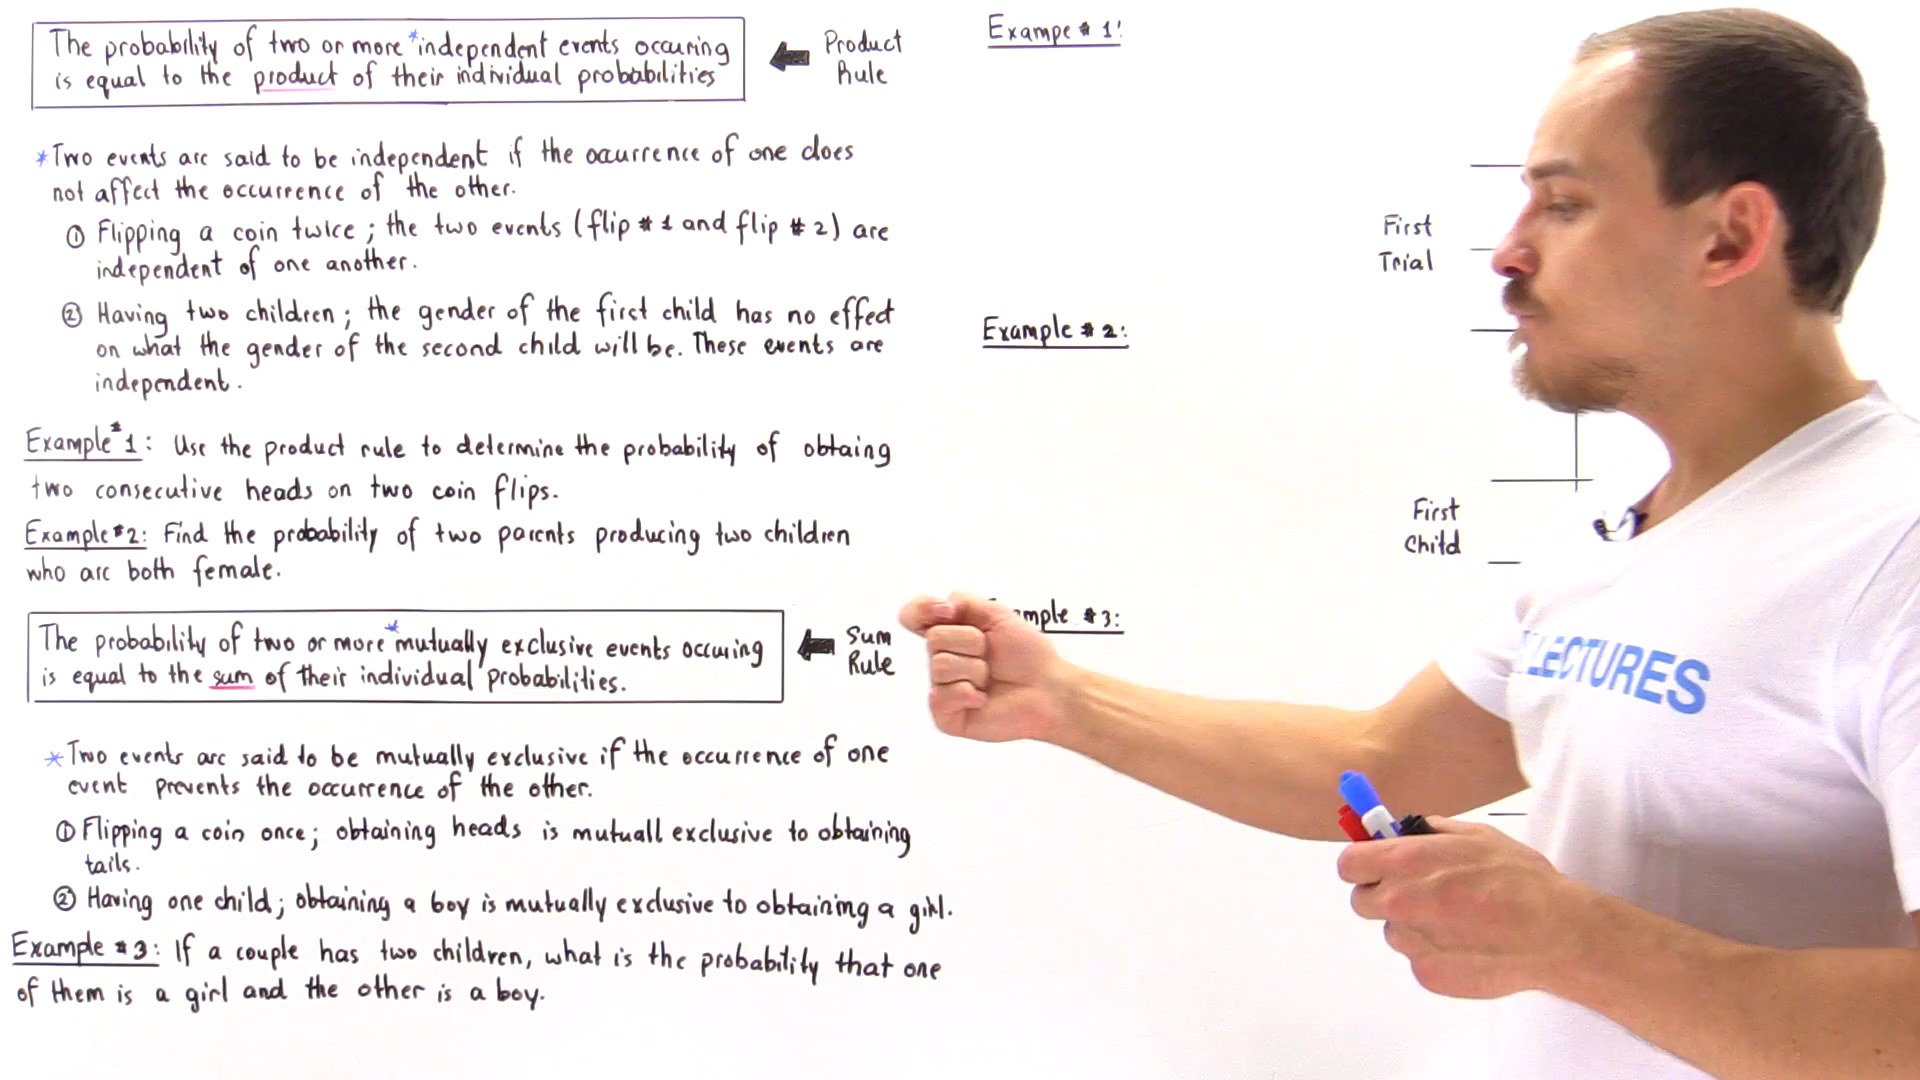 The probability of two or more *independent events occuring
is equal to the product of their individual probabilities
Product
Rule
*Two events are said to be independent if the ocurrence of one does
not affect the occurrence of the other.
① Flipping a coin twice ; the two events (flip # 1 and flip # 2) are
independent of one another.
② Having two children ; the gender of the first child has no effect
on what the gender of the second child will be. These events are
independent.
Example #1: Use the product rule to determine the probability of obtaing
two consecutive heads on two coin flips.
Example #2: Find the probability of two parents producing two children
who are both female.
The probability of two or more *mutually exclusive events occuring
is equal to the sum of their individual probabilities.
Sum
Rule
*Two events are said to be mutually exclusive if the occurrence of one
event prevents the occurrence of the other.
① Flipping a coin once; obtaining heads is mutuall exclusive to obtaining
tails.
② Having one child; obtaining a boy is mutually exclusive to obtaining a girl.
Example #3: If a couple has two children, what is the probability that one
of them is a girl and the other is a boy.
Exampe # 1:
Example # 2:
#3:
First
Trial
First
Child
LECTURES